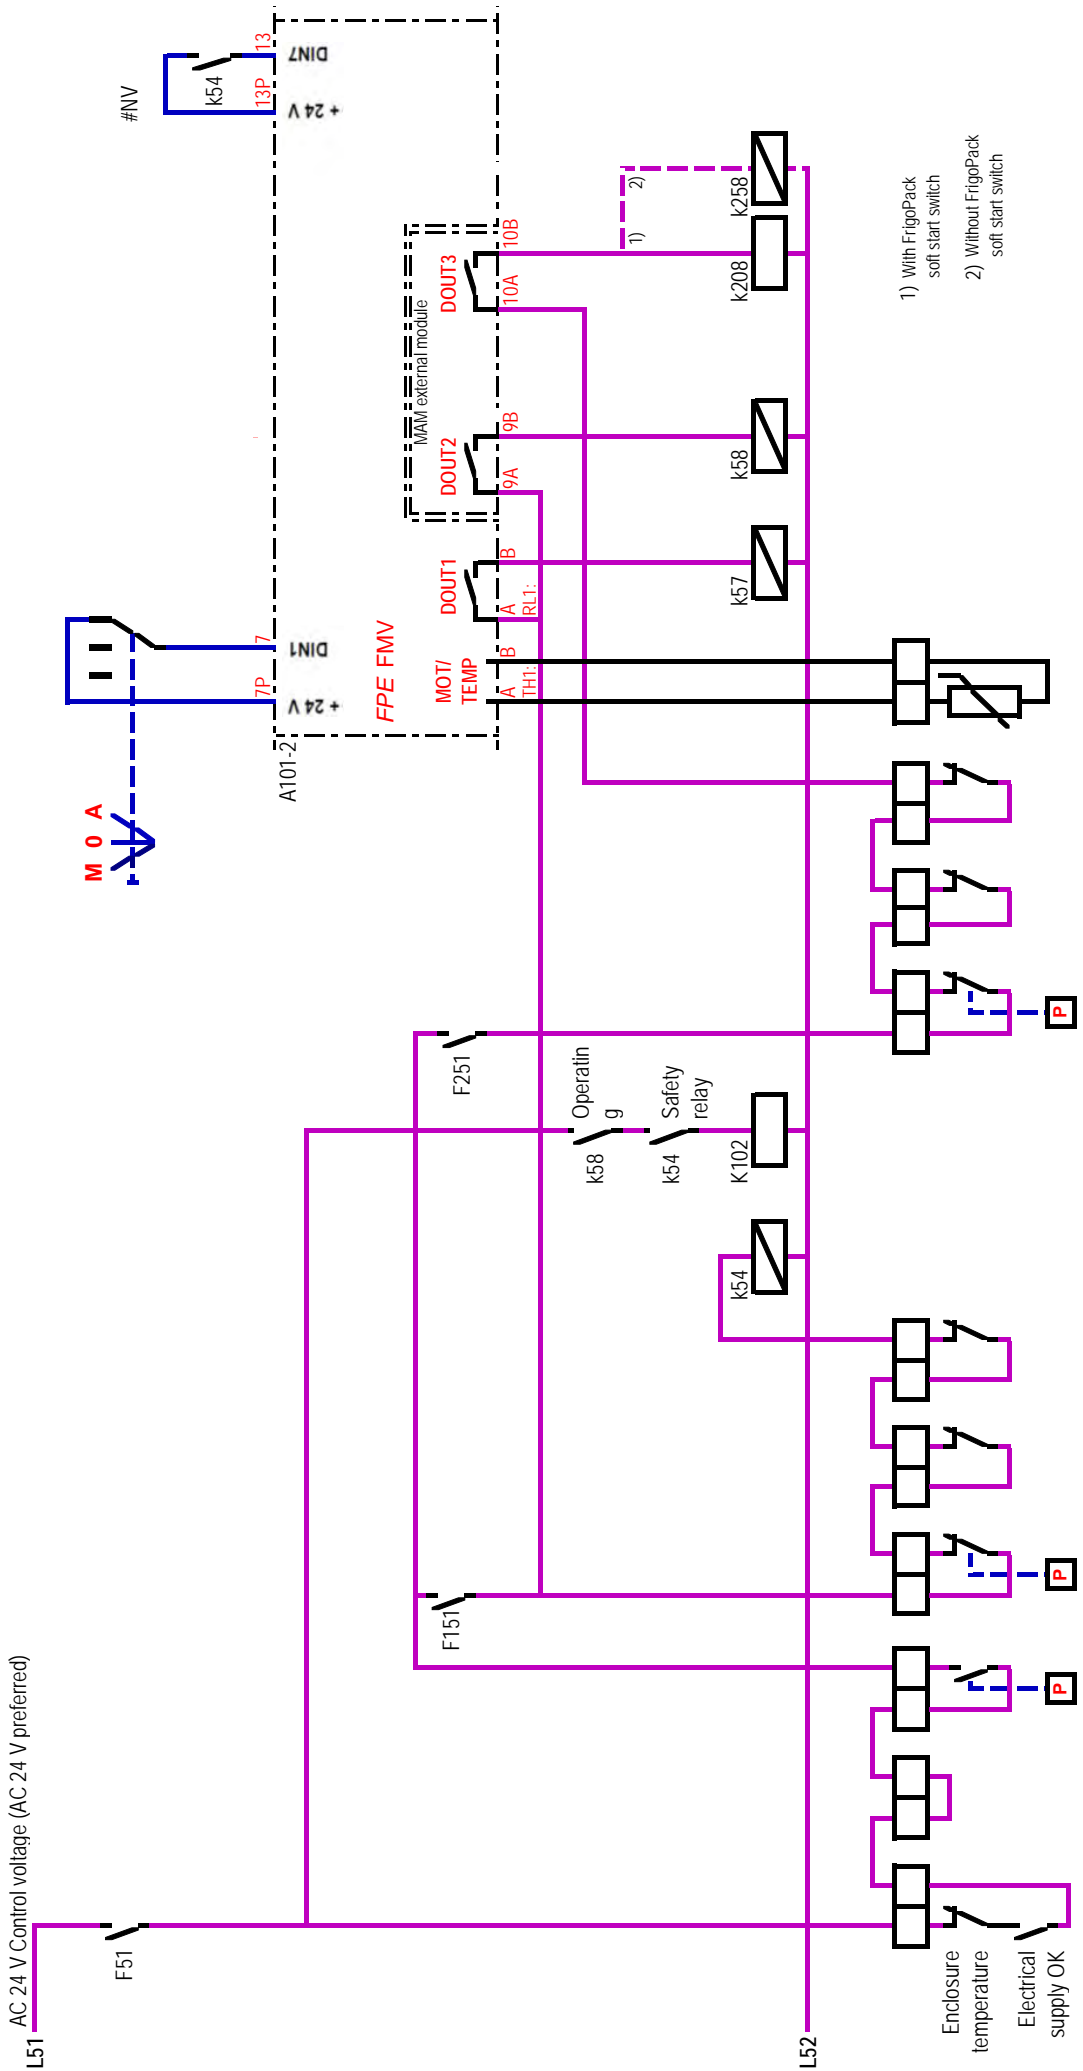 AC 24 V Control voltage (AC 24 V preferred)
L51
F51
L52
Enclosure
temperature
Electrical
supply OK
P
F151
P
k54
k58
Operatin
g
k54
Safety
relay
K102
F251
P
M 0 A
A101-2
7P
7
+ 24 V
DIN1
FPE FMV
MOT/
TEMP
A
B
TH1:
DOUT1
A
B
RL1:
k57
MAM external module
DOUT2
9A
9B
k58
DOUT3
10A
10B
1)
2)
k208
k258
#NV
k54
13P
13
+ 24 V
DIN7
1) With FrigoPack
soft start switch
2) Without FrigoPack
soft start switch